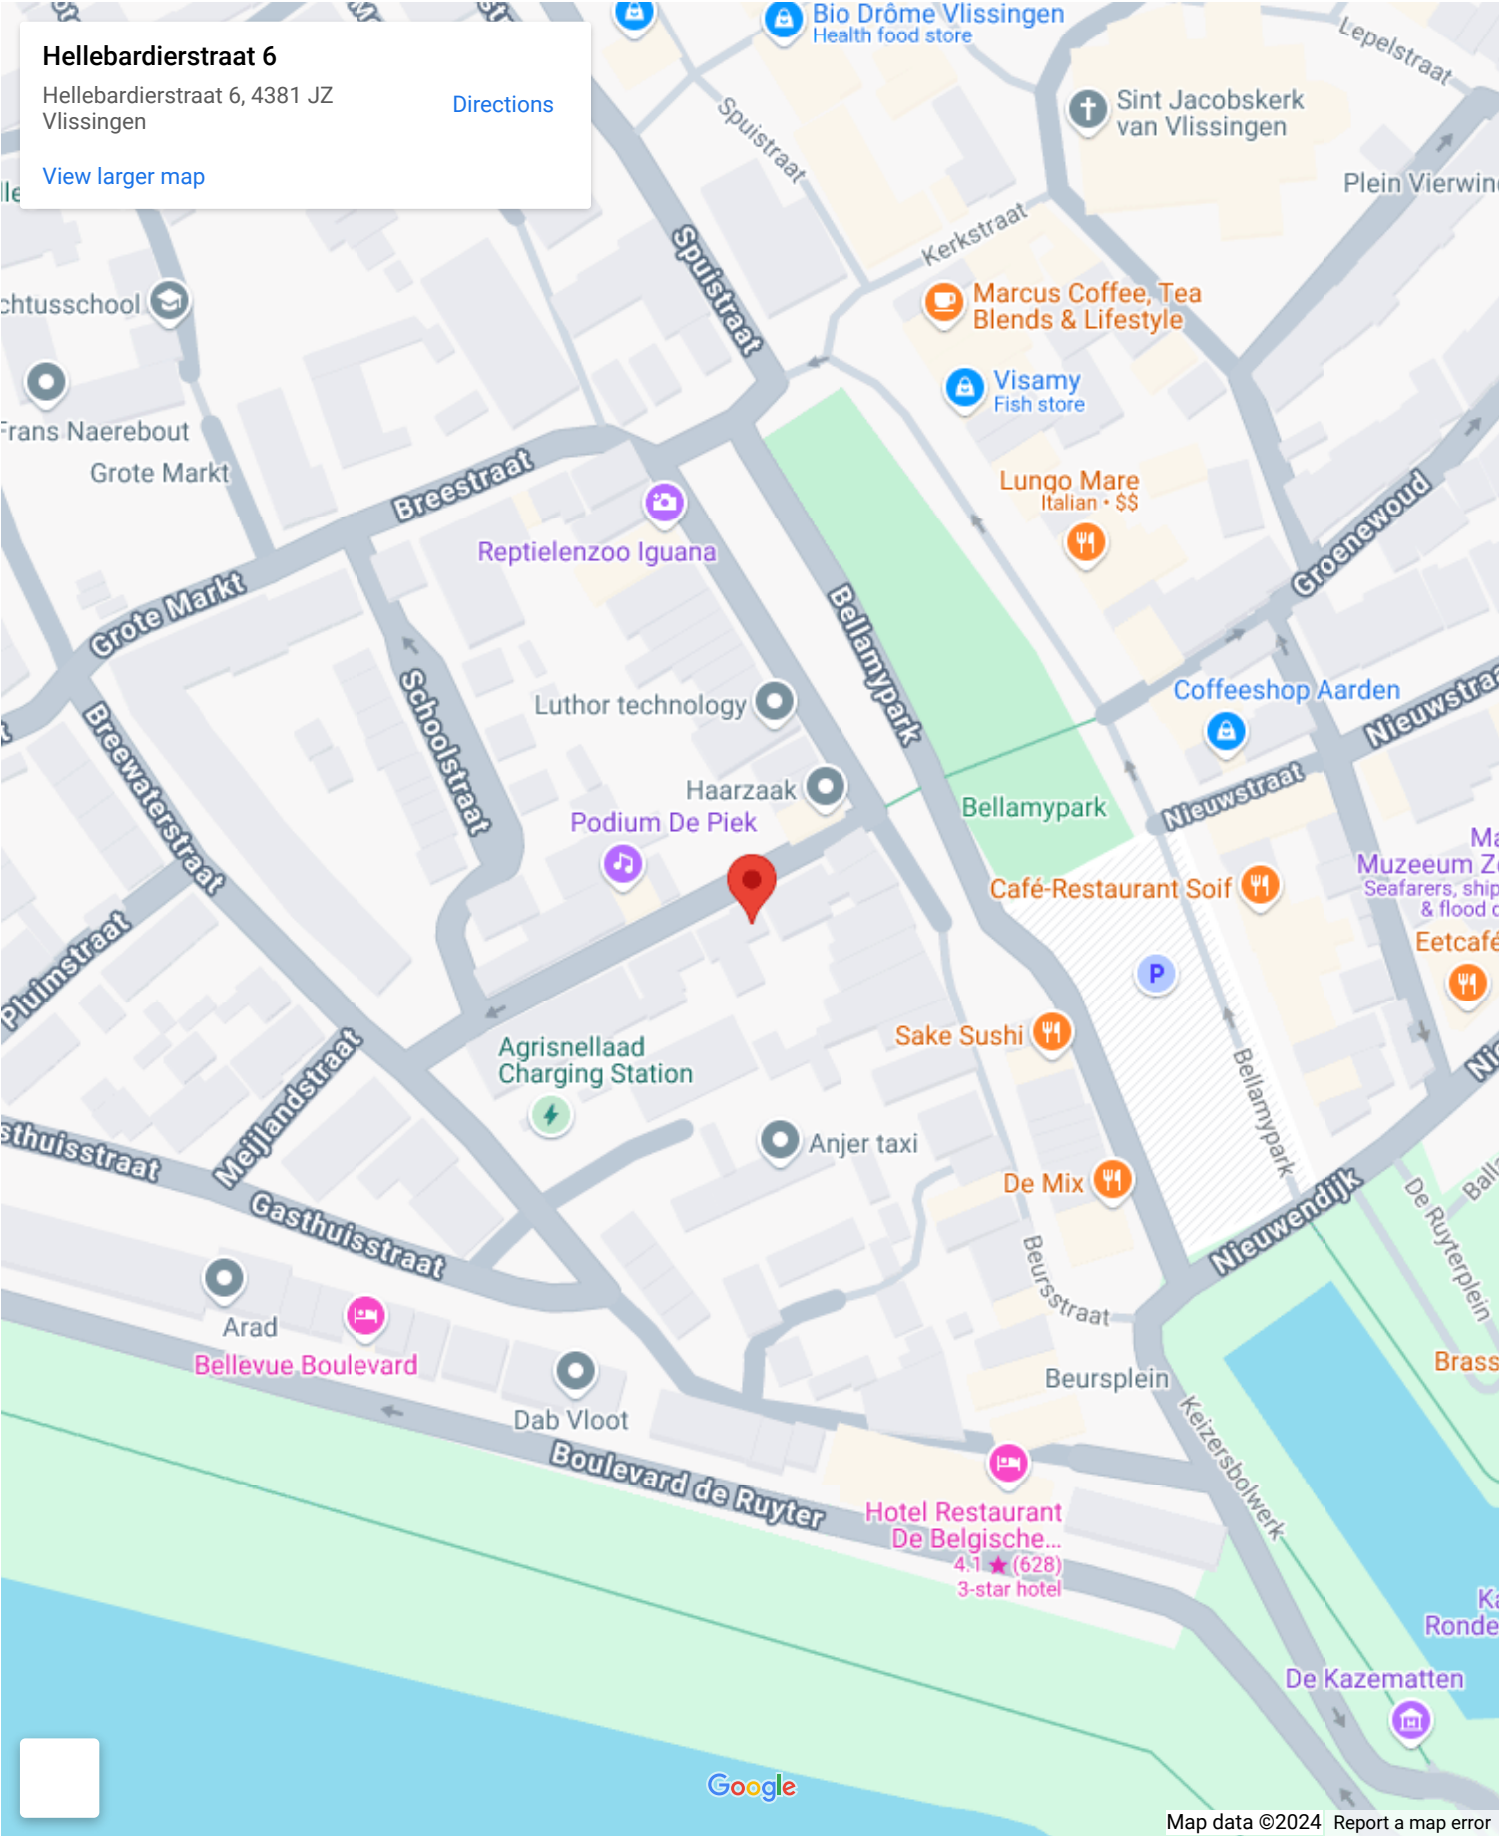 Hellebardierstraat 6
Hellebardierstraat 6, 4381 JZ
Vlissingen
Directions
View larger map
Bio Drôme Vlissingen
Health food store
Lepelstraat
Sint Jacobskerk
van Vlissingen
Spuistraat
Plein Vierwin
Kerkstraat
Spuistraat
chtusschool
Marcus Coffee, Tea
Blends & Lifestyle
Visamy
Fish store
Frans Naerebout
Grote Markt
Breestraat
Lungo Mare
Italian • $$
Groenewoud
Reptielenzoo Iguana
Grote Markt
Bellamypark
Schoolstraat
Luthor technology
Coffeeshop Aarden
Nieuwstraa
Breewaterstraat
Haarzaak
Nieuwstraat
Bellamypark
Podium De Piek
Ma
Muzeeum Z
Seafarers, ship
& flood
Café-Restaurant Soif
Eetcafé
Pluimstraat
P
Sake Sushi
Agrisnellaad
Charging Station
Meijlandstraat
Bellamypark
Nie
sthuisstraat
Anjer taxi
De Mix
Nieuwendijk
De Ruyterplein
Balla
Gasthuisstraat
Beursstraat
Arad
Bellevue Boulevard
Brass
Beursplein
Dab Vloot
Keizersbolwerk
Boulevard de Ruyter
Hotel Restaurant
De Belgische...
4.1 ★ (628)
3-star hotel
Ka
Ronde
De Kazematten
Google
Map data ©2024
Report a map error